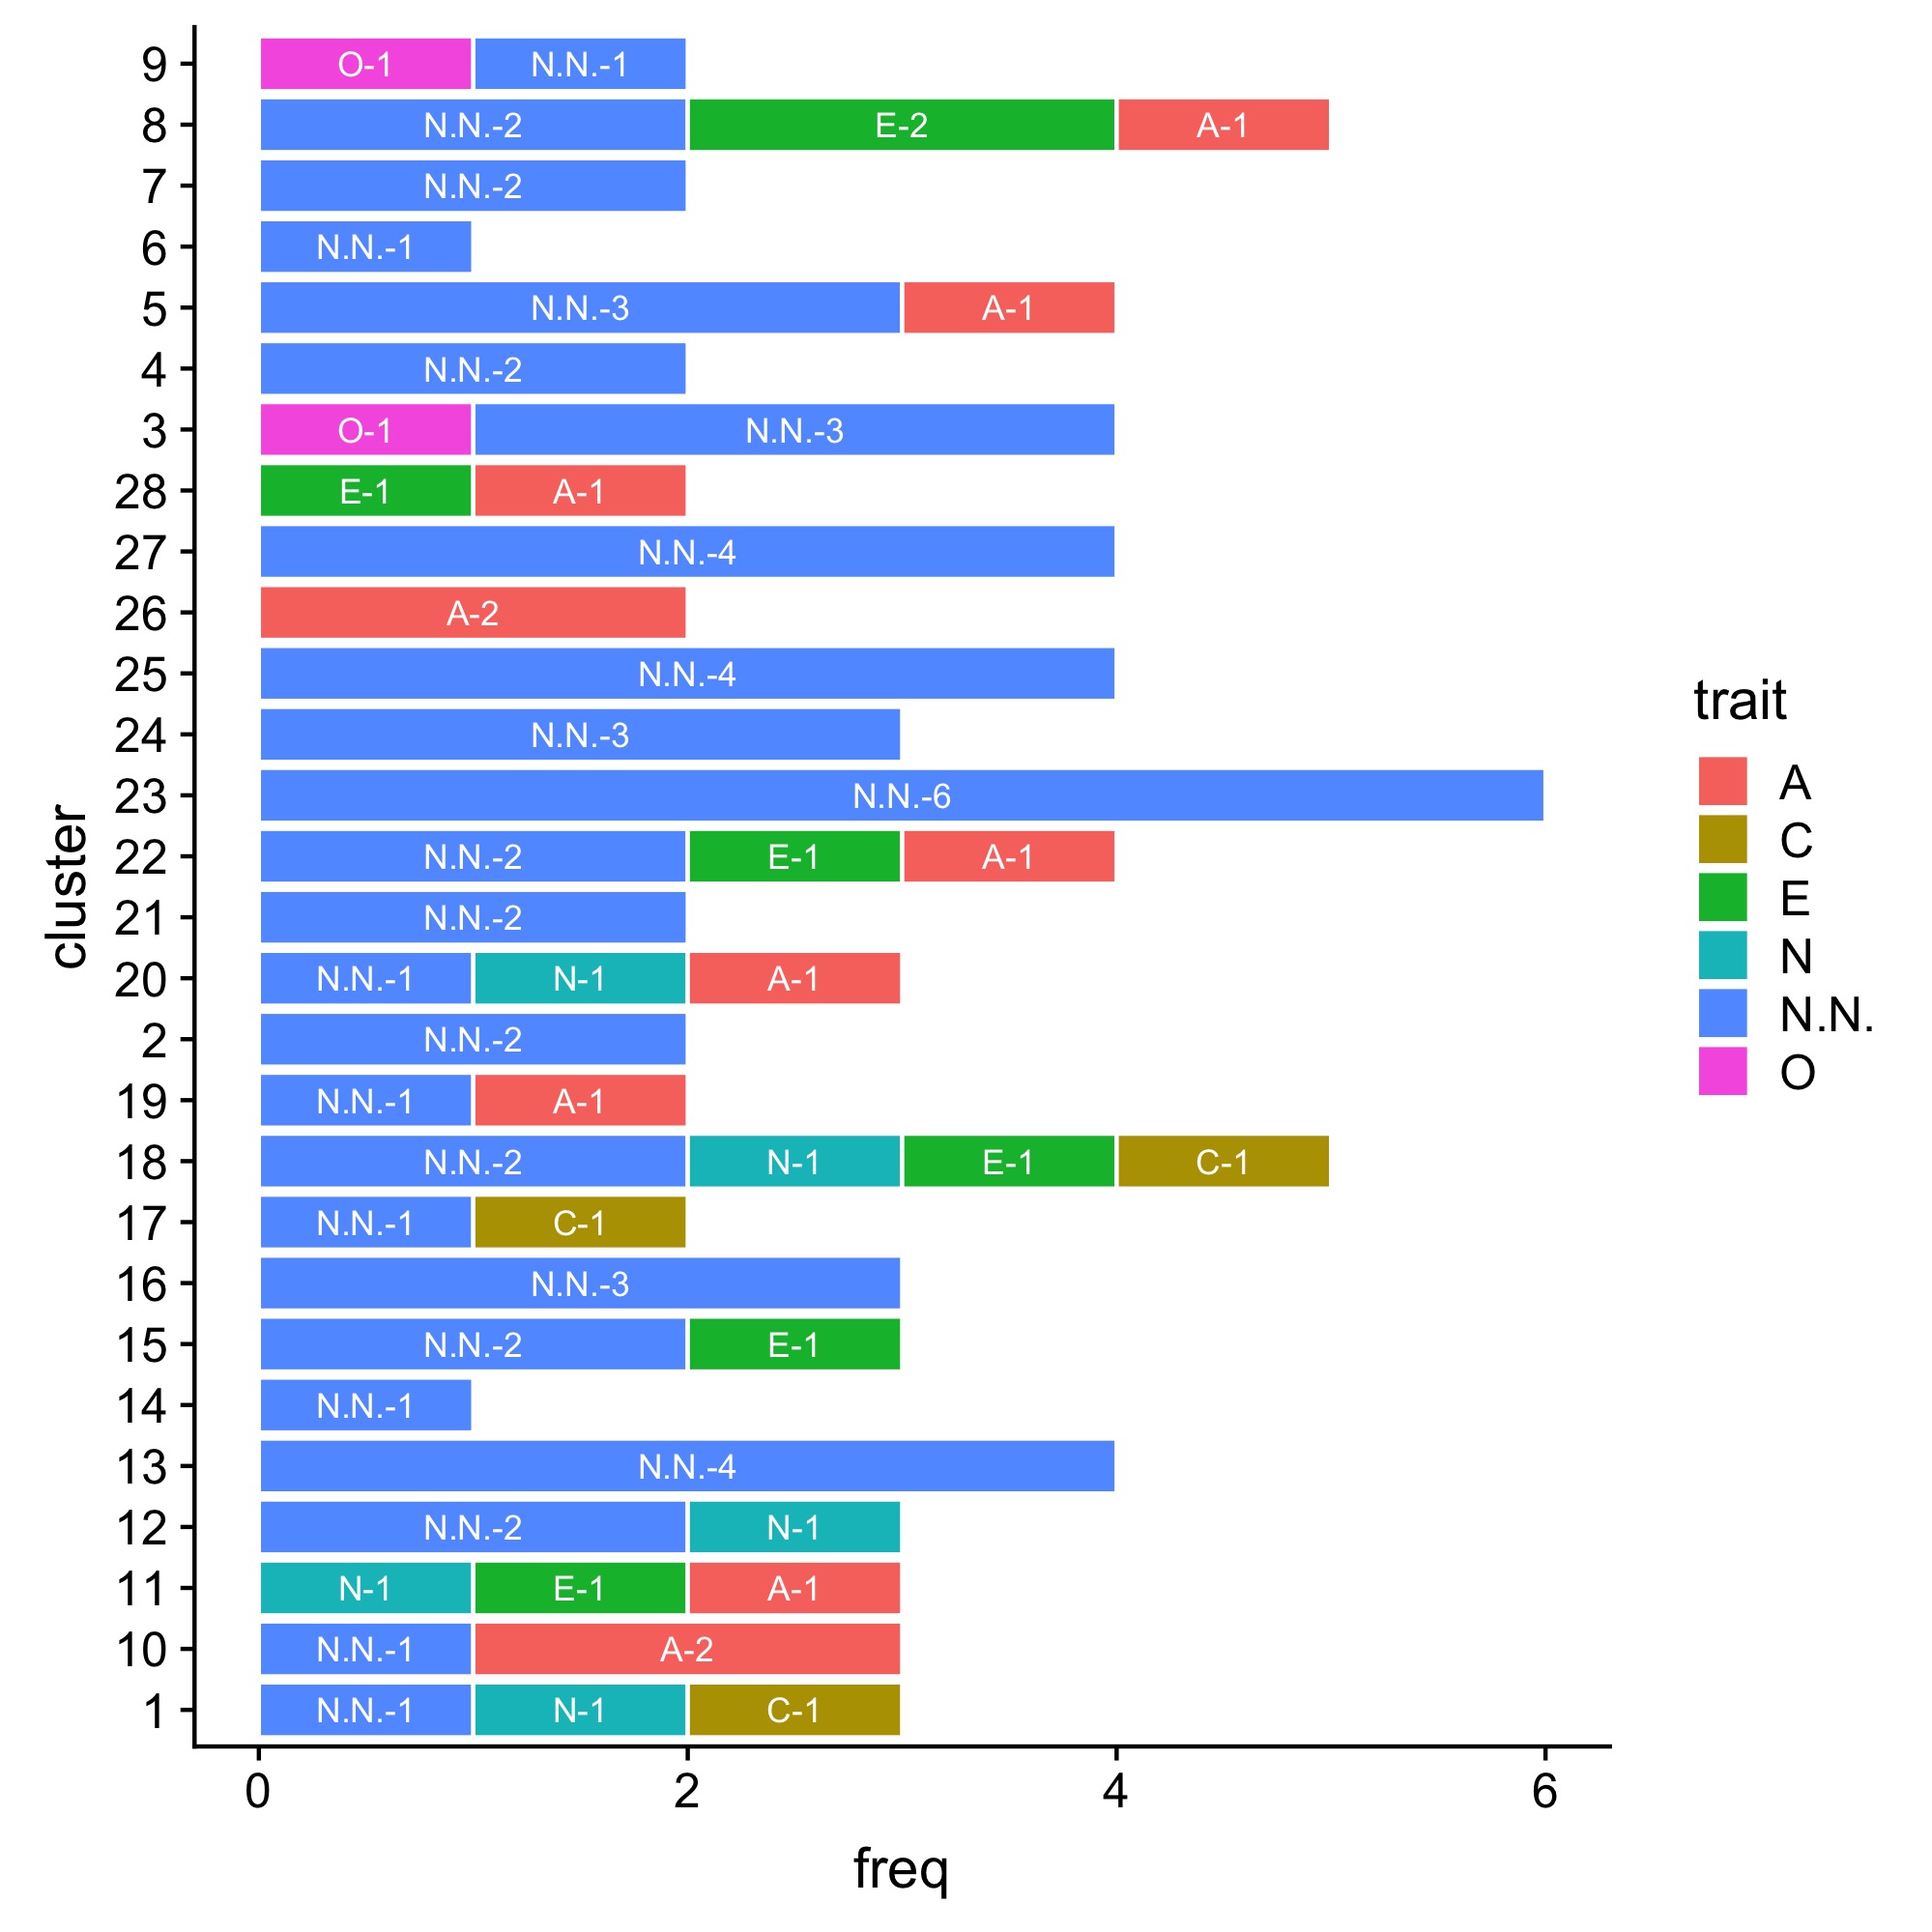 9 O-1 N.N.-1
8 N.N.-2 E-2 A-1
7 N.N.-2
6 N.N.-1
5 N.N.-3 A-1
4 N.N.-2
3 O-1 N.N.-3
28 E-1 A-1
27 N.N.-4
26 A-2
25 N.N.-4
24 N.N.-3
23 N.N.-6
22 N.N.-2 E-1 A-1
21 N.N.-2
20 N.N.-1 N-1 A-1
2 N.N.-2
19 N.N.-1 A-1
18 N.N.-2 N-1 E-1 C-1
17 N.N.-1 C-1
16 N.N.-3
15 N.N.-2 E-1
14 N.N.-1
13 N.N.-4
12 N.N.-2 N-1
11 N-1 E-1 A-1
10 N.N.-1 A-2
1 N.N.-1 N-1 C-1
0 2 4 6
freq
cluster
trait
A
C
E
N
N.N.
O